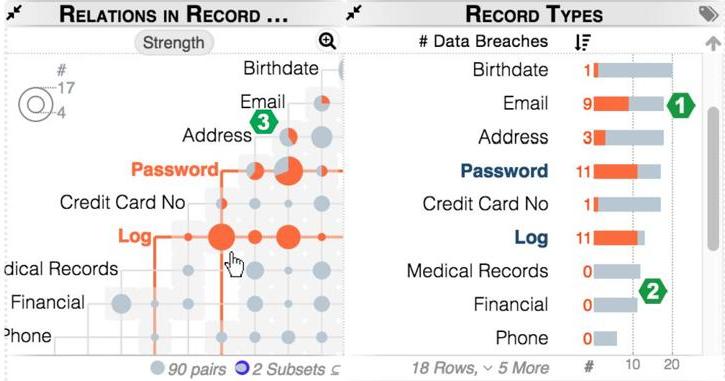 Relations in Record ...
Strength
#
17
4
Birthdate
Email
3
Address
Password
Credit Card No
Log
dical Records
Financial
Phone
90 pairs 2 Subsets ⊆
Record Types
# Data Breaches
Birthdate 1
Email 9
1
Address 3
Password 11
Credit Card No 1
Log 11
Medical Records 0
2
Financial 0
Phone 0
18 Rows, 5 More # 10 20